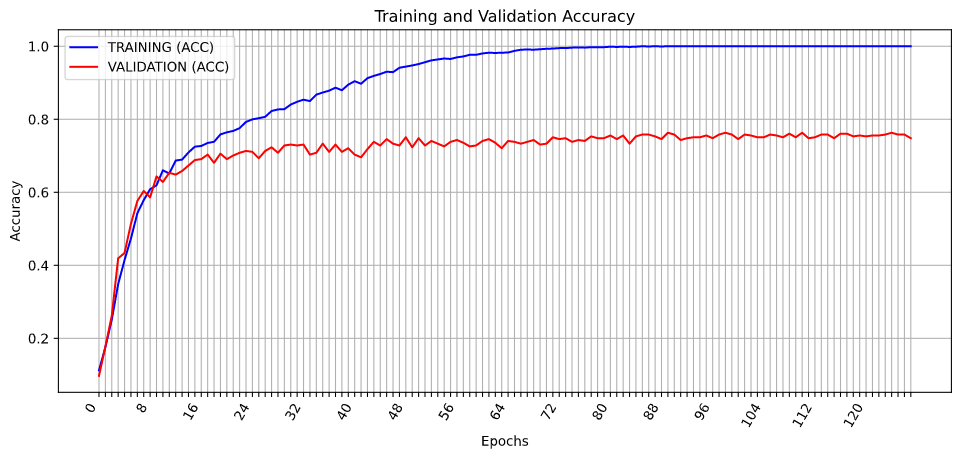 Training and Validation Accuracy
TRAINING (ACC)
VALIDATION (ACC)
1.0
0.8
0.6
0.4
0.2
Accuracy
0 8 16 24 32 40 48 56 64 72 80 88 96 104 112 120
Epochs